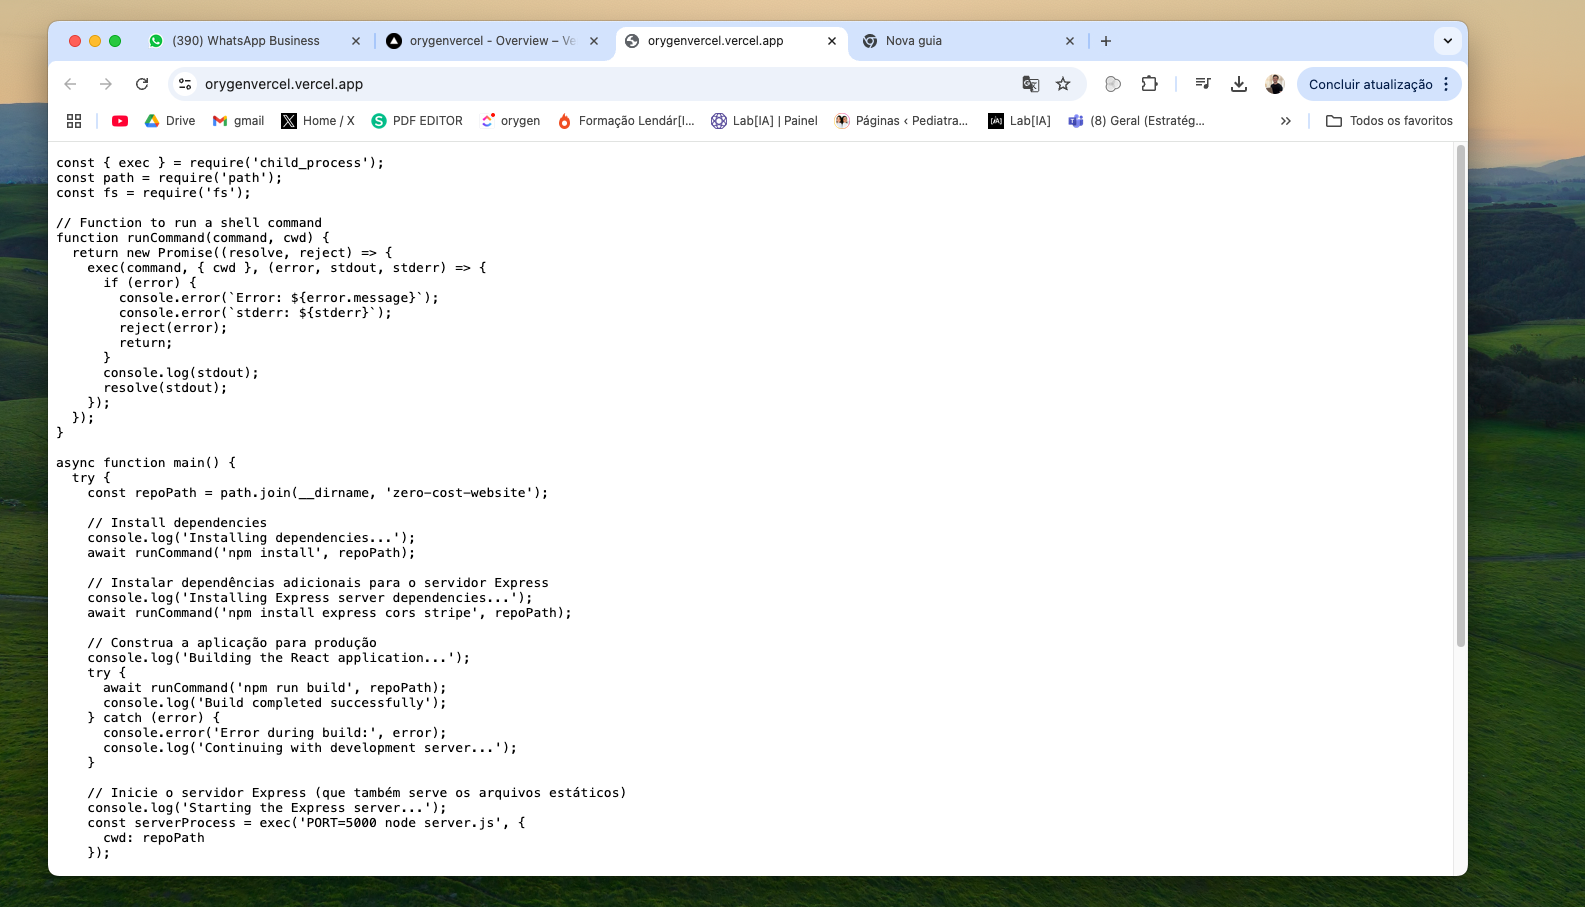 (390) WhatsApp Business
orygenvercel - Overview – Ve
orygenvercel.vercel.app
Nova guia
orygenvercel.vercel.app
Concluir atualização
Drive
gmail
Home / X
PDF EDITOR
orygen
Formação Lendár[I...
Lab[IA] | Painel
Páginas ‹ Pediatra...
Lab[IA]
(8) Geral (Estratég...
Todos os favoritos
const { exec } = require('child_process');
const path = require('path');
const fs = require('fs');
// Function to run a shell command
function runCommand(command, cwd) {
  return new Promise((resolve, reject) => {
    exec(command, { cwd }, (error, stdout, stderr) => {
      if (error) {
        console.error(`Error: ${error.message}`);
        console.error(`stderr: ${stderr}`);
        reject(error);
        return;
      }
      console.log(stdout);
      resolve(stdout);
    });
  });
}
async function main() {
  try {
    const repoPath = path.join(__dirname, 'zero-cost-website');
    // Install dependencies
    console.log('Installing dependencies...');
    await runCommand('npm install', repoPath);
    // Instalar dependências adicionais para o servidor Express
    console.log('Installing Express server dependencies...');
    await runCommand('npm install express cors stripe', repoPath);
    // Construa a aplicação para produção
    console.log('Building the React application...');
    try {
      await runCommand('npm run build', repoPath);
      console.log('Build completed successfully');
    } catch (error) {
      console.error('Error during build:', error);
      console.log('Continuing with development server...');
    }
    // Inicie o servidor Express (que também serve os arquivos estáticos)
    console.log('Starting the Express server...');
    const serverProcess = exec('PORT=5000 node server.js', {
      cwd: repoPath
    });